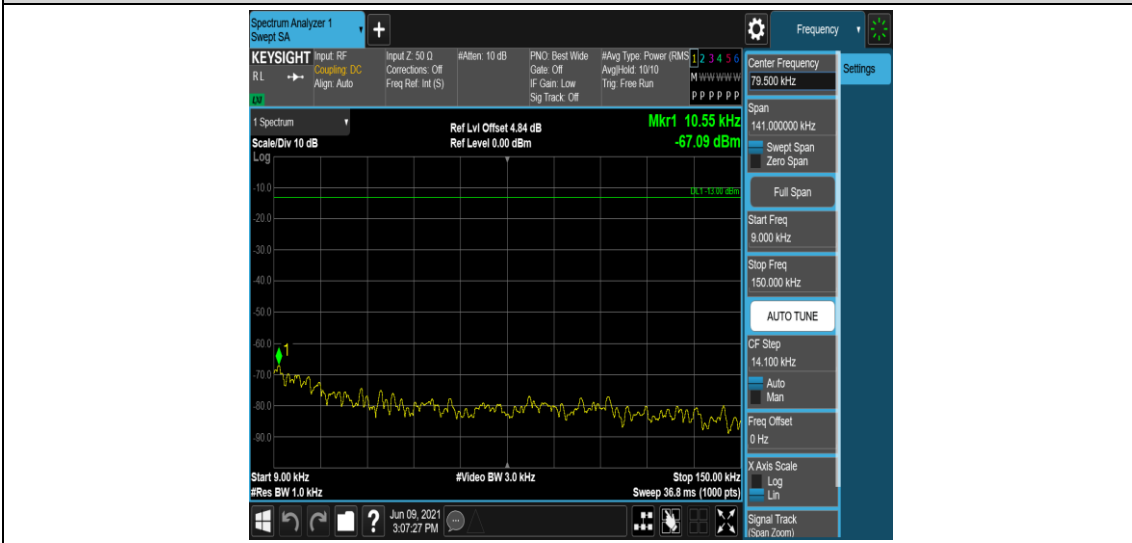 Spectrum Analyzer 1
Swept SA
+
Frequency
KEYSIGHT
RL
LXI
Input: RF
Coupling: DC
Align: Auto
Input Z: 50 Ω
Corrections: Off
Freq Ref: Int (S)
#Atten: 10 dB
PNO: Best Wide
Gate: Off
IF Gain: Low
Sig Track: Off
#Avg Type: Power (RMS
Avg|Hold: 10/10
Trig: Free Run
1 2 3 4 5 6
M W W W W W
P P P P P P
Center Frequency
79.500 kHz
Settings
Span
141.000000 kHz
Swept Span
Zero Span
Full Span
Start Freq
9.000 kHz
Stop Freq
150.000 kHz
AUTO TUNE
CF Step
14.100 kHz
Auto
Man
Freq Offset
0 Hz
X Axis Scale
Log
Lin
Signal Track
(Span Zoom)
1 Spectrum
Scale/Div 10 dB
Log
Ref Lvl Offset 4.84 dB
Ref Level 0.00 dBm
Mkr1 10.55 kHz
-67.09 dBm
DL1 -13.00 dBm
-10.0
-20.0
-30.0
-40.0
-50.0
-60.0
1
-70.0
-80.0
-90.0
Start 9.00 kHz
#Video BW 3.0 kHz
Stop 150.00 kHz
#Res BW 1.0 kHz
Sweep 36.8 ms (1000 pts)
?
Jun 09, 2021
3:07:27 PM